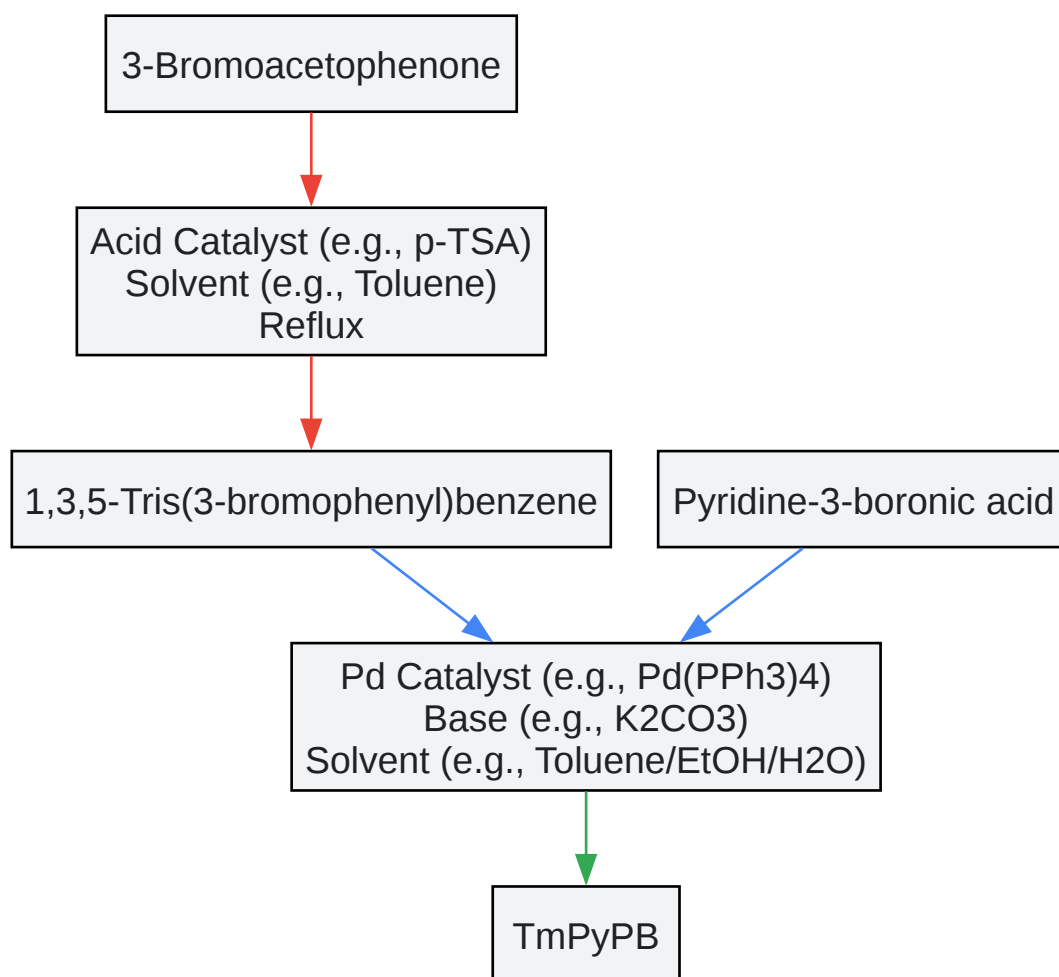 3-Bromoacetophenone
Acid Catalyst (e.g., p-TSA)
Solvent (e.g., Toluene)
Reflux
1,3,5-Tris(3-bromophenyl)benzene
Pyridine-3-boronic acid
Pd Catalyst (e.g., Pd(PPh3)4)
Base (e.g., K2CO3)
Solvent (e.g., Toluene/EtOH/H2O)
TmPyPB